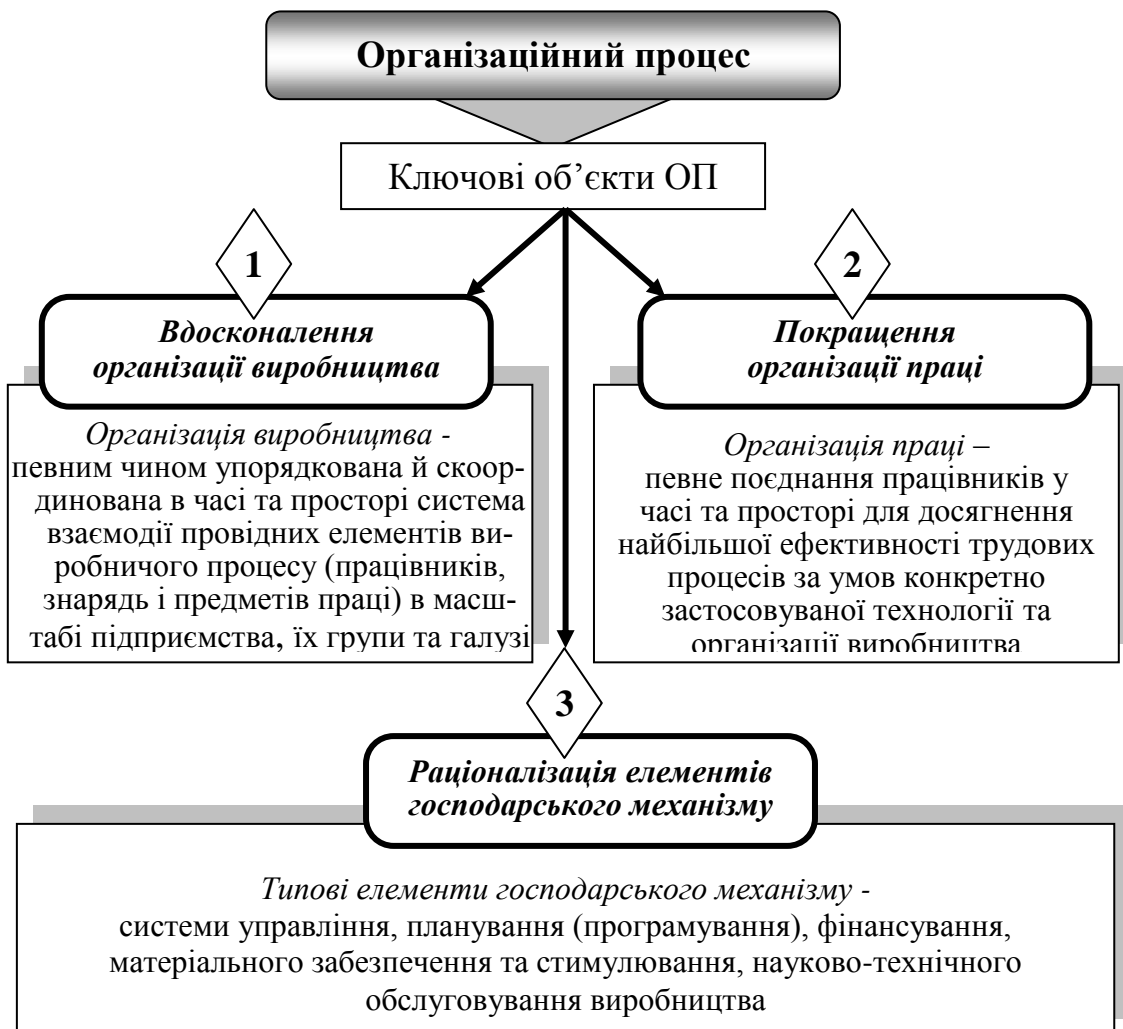 Організаційний процес
Ключові об’єкти ОП
1
Вдосконалення
організації виробництва
Організація виробництва -
певним чином упорядкована й скоор-
динована в часі та просторі система
взаємодії провідних елементів ви-
робничого процесу (працівників,
знарядь і предметів праці) в масш-
табі підприємства, їх групи та галузі
2
Покращення
організації праці
Організація праці –
певне поєднання працівників у
часі та просторі для досягнення
найбільшої ефективності трудових
процесів за умов конкретно
застосовуваної технології та
організації виробництва
3
Раціоналізація елементів
господарського механізму
Типові елементи господарського механізму -
системи управління, планування (програмування), фінансування,
матеріального забезпечення та стимулювання, науково-технічного
обслуговування виробництва